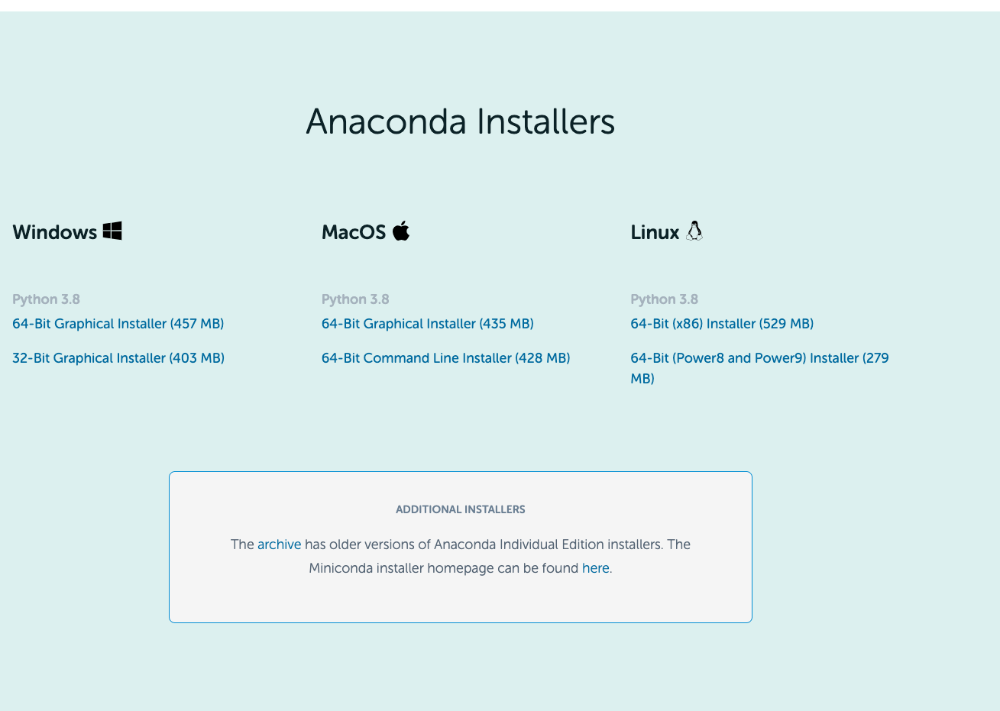 Anaconda Installers
Windows
MacOS
Linux
Python 3.8
64-Bit Graphical Installer (457 MB)
32-Bit Graphical Installer (403 MB)
Python 3.8
64-Bit Graphical Installer (435 MB)
64-Bit Command Line Installer (428 MB)
Python 3.8
64-Bit (x86) Installer (529 MB)
64-Bit (Power8 and Power9) Installer (279
MB)
ADDITIONAL INSTALLERS
The archive has older versions of Anaconda Individual Edition installers. The
Miniconda installer homepage can be found here.